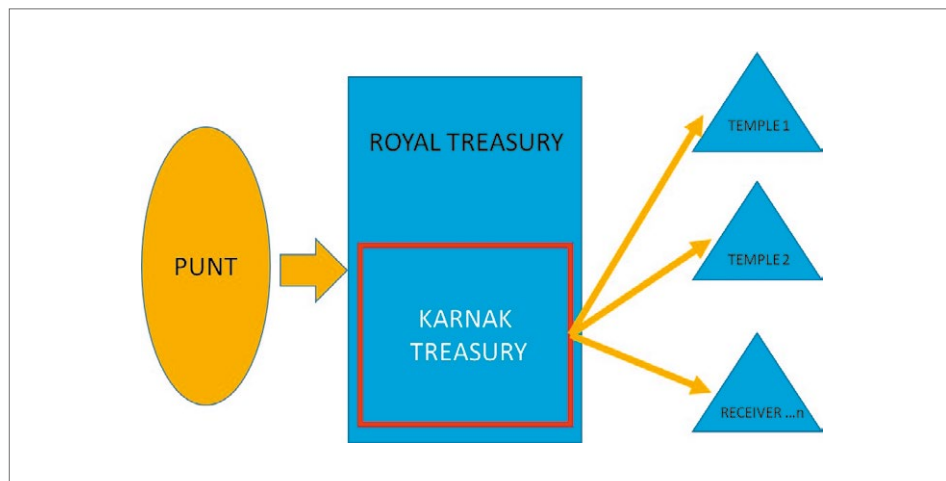 PUNT
ROYAL TREASURY
KARNAK
TREASURY
TEMPLE 1
TEMPLE 2
RECEIVER ...n